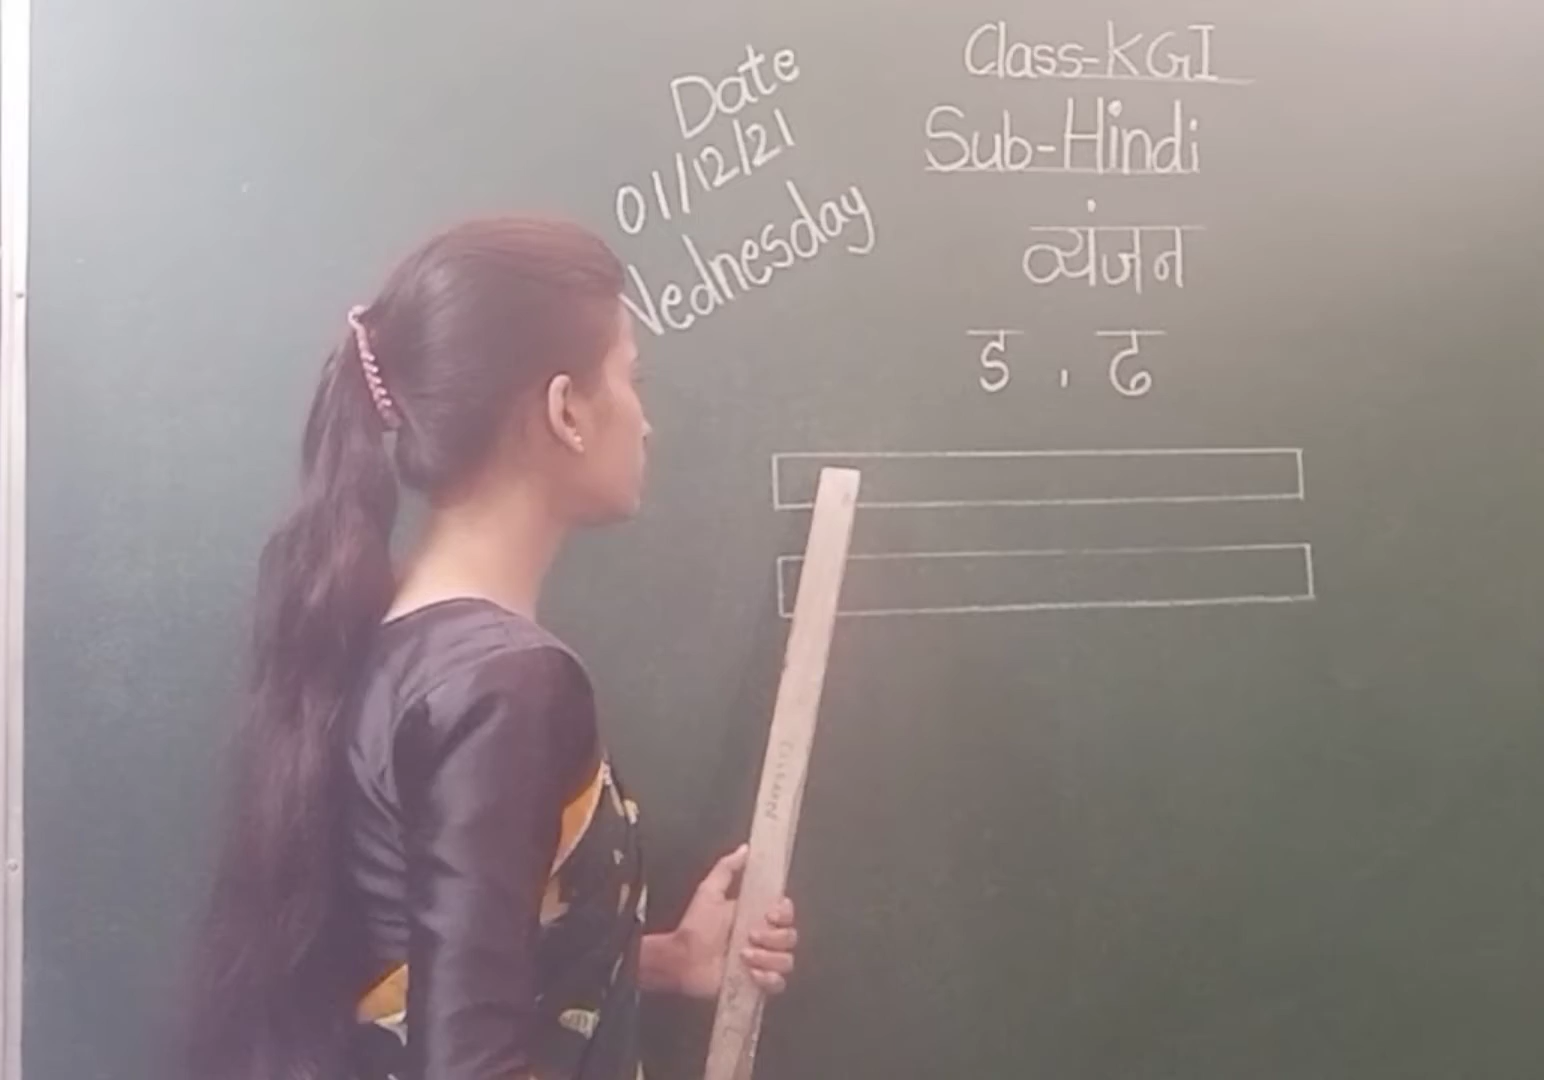 Date
01/12/21
Wednesday
Class-KGI
Sub-Hindi
व्यंजन
ड , ढ